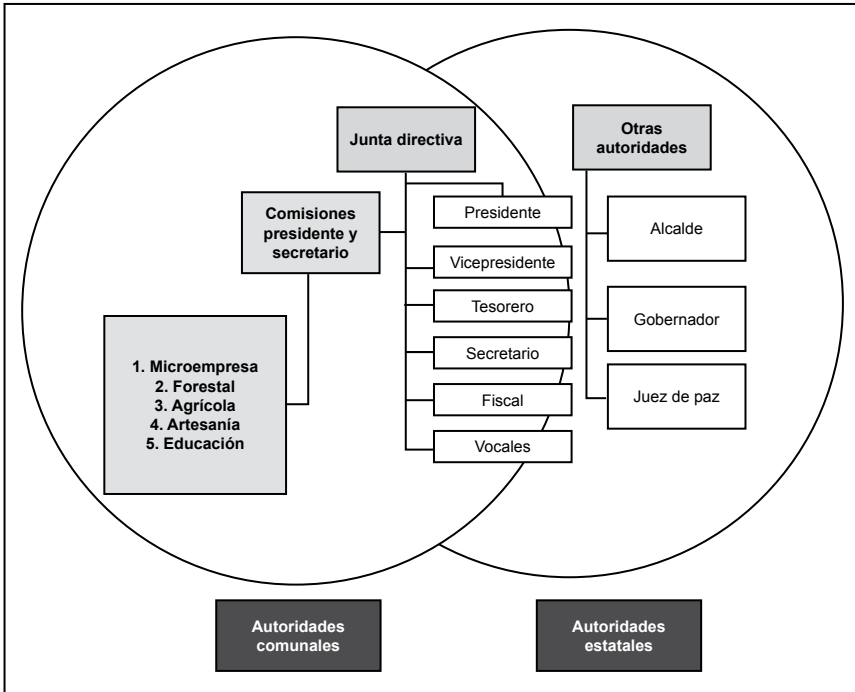 Junta directiva
Otras
autoridades
Comisiones
presidente y
secretario
Presidente
Vicepresidente
Tesorero
Secretario
Fiscal
Vocales
Alcalde
Gobernador
Juez de paz
1. Microempresa
2. Forestal
3. Agrícola
4. Artesanía
5. Educación
Autoridades
comunales
Autoridades
estatales